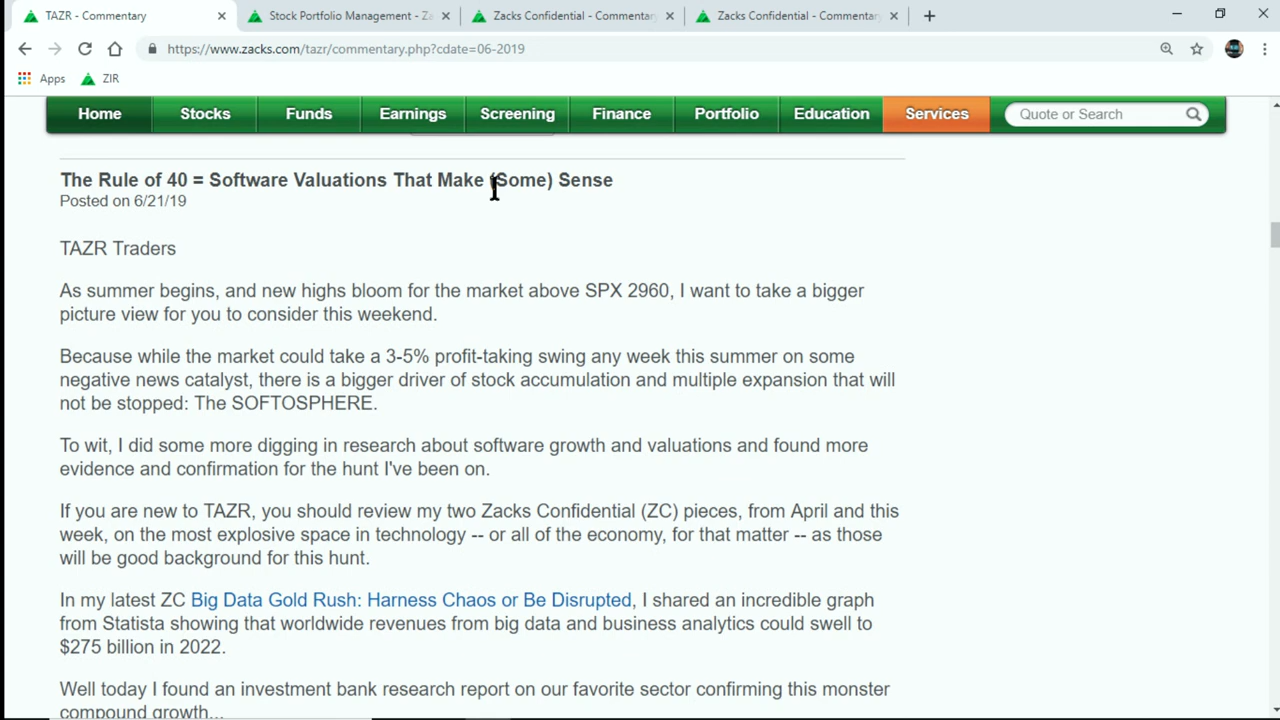 TAZR - Commentary
Stock Portfolio Management - Za
Zacks Confidential - Commentary
Zacks Confidential - Commentary
https://www.zacks.com/tazr/commentary.php?cdate=06-2019
Apps ZIR
Home Stocks Funds Earnings Screening Finance Portfolio Education Services Quote or Search
The Rule of 40 = Software Valuations That Make (Some) Sense
Posted on 6/21/19
TAZR Traders
As summer begins, and new highs bloom for the market above SPX 2960, I want to take a bigger
picture view for you to consider this weekend.
Because while the market could take a 3-5% profit-taking swing any week this summer on some
negative news catalyst, there is a bigger driver of stock accumulation and multiple expansion that will
not be stopped: The SOFTOSPHERE.
To wit, I did some more digging in research about software growth and valuations and found more
evidence and confirmation for the hunt I've been on.
If you are new to TAZR, you should review my two Zacks Confidential (ZC) pieces, from April and this
week, on the most explosive space in technology -- or all of the economy, for that matter -- as those
will be good background for this hunt.
In my latest ZC Big Data Gold Rush: Harness Chaos or Be Disrupted, I shared an incredible graph
from Statista showing that worldwide revenues from big data and business analytics could swell to
$275 billion in 2022.
Well today I found an investment bank research report on our favorite sector confirming this monster
compound growth...